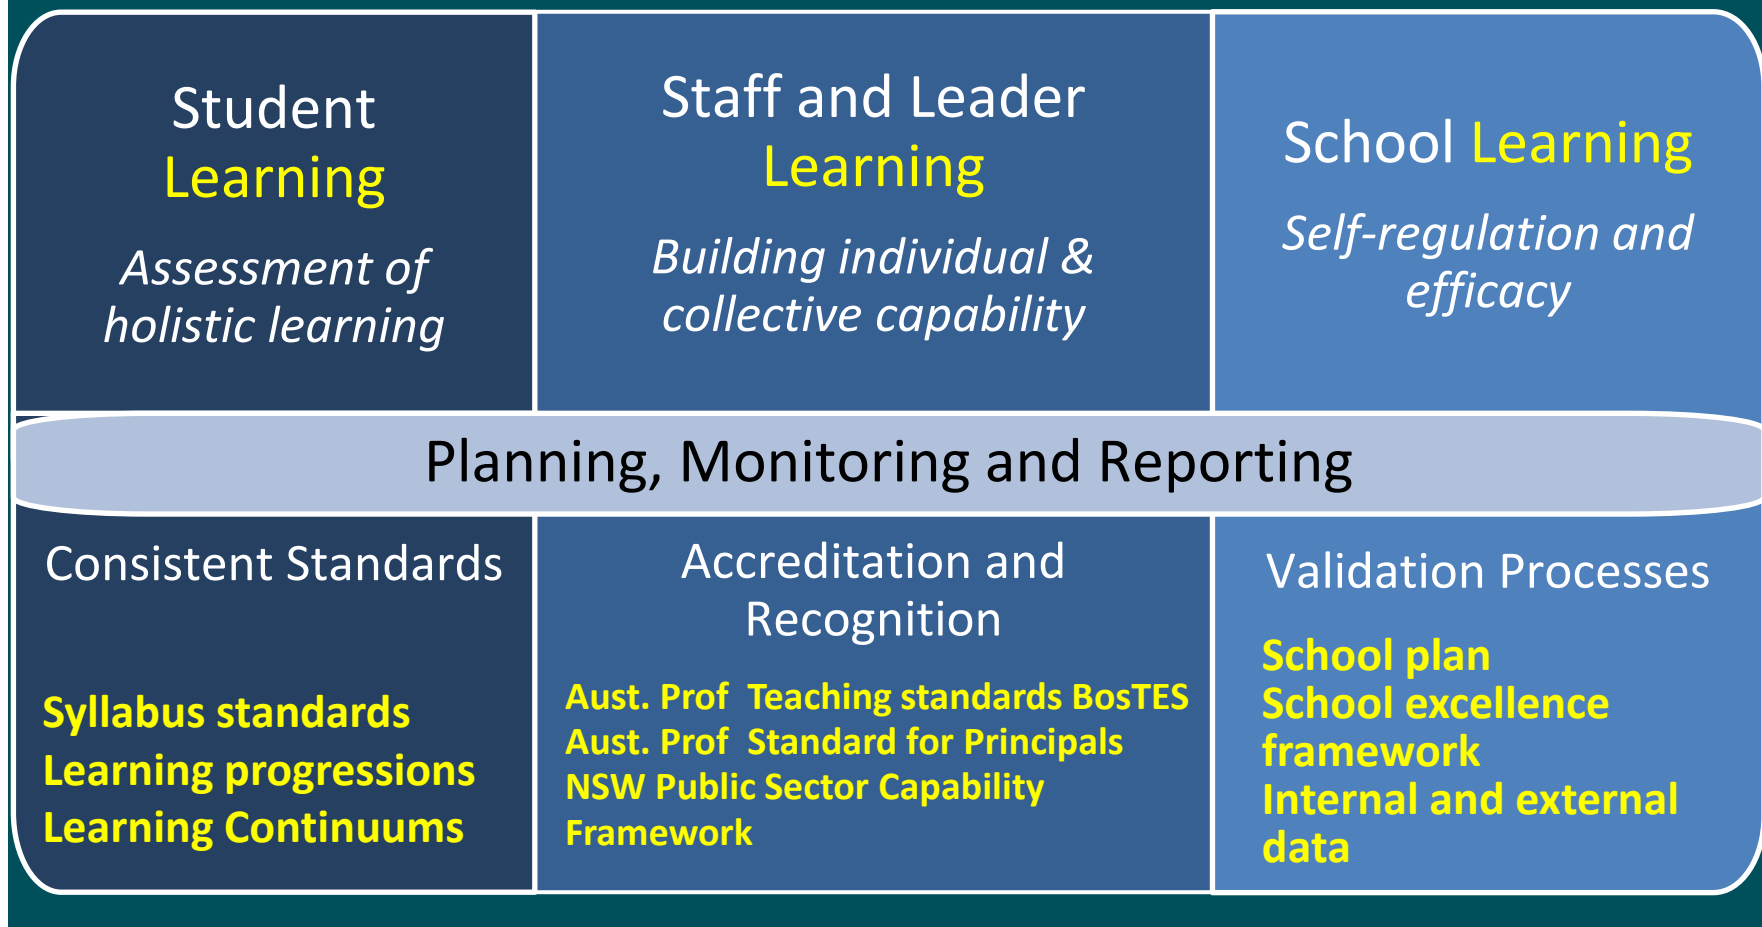 Student
Learning
Assessment of
holistic learning
Staff and Leader
Learning
Building individual &
collective capability
School Learning
Self-regulation and
efficacy
Planning, Monitoring and Reporting
Consistent Standards
Syllabus standards
Learning progressions
Learning Continuums
Accreditation and
Recognition
Aust. Prof  Teaching standards BosTES
Aust. Prof  Standard for Principals
NSW Public Sector Capability
Framework
Validation Processes
School plan
School excellence
framework
Internal and external
data